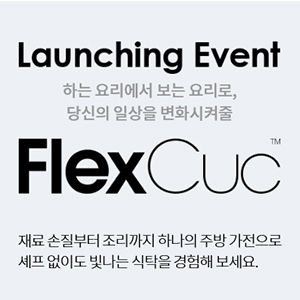 Launching Event
하는 요리에서 보는 요리로,
당신의 일상을 변화시켜줄
FlexCuc™
재료 손질부터 조리까지 하나의 주방 가전으로
셰프 없이도 빛나는 식탁을 경험해 보세요.